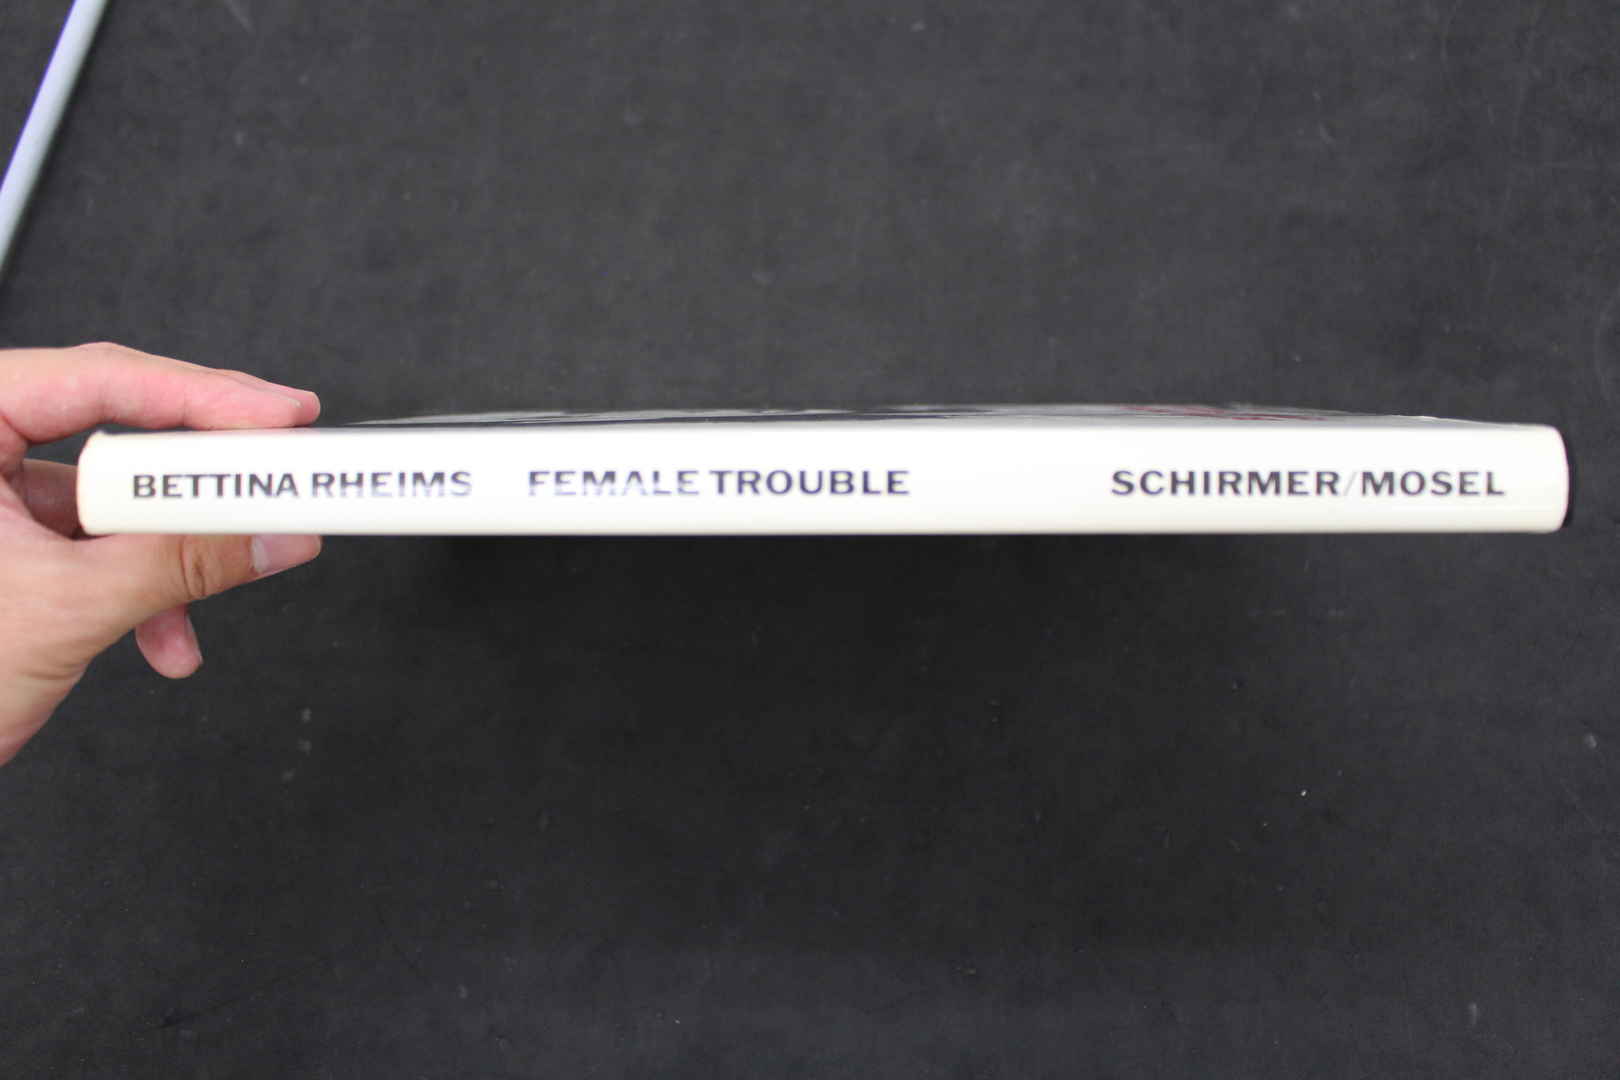 BETTINA RHEIMS FEMALE TROUBLE SCHIRMER/MOSEL